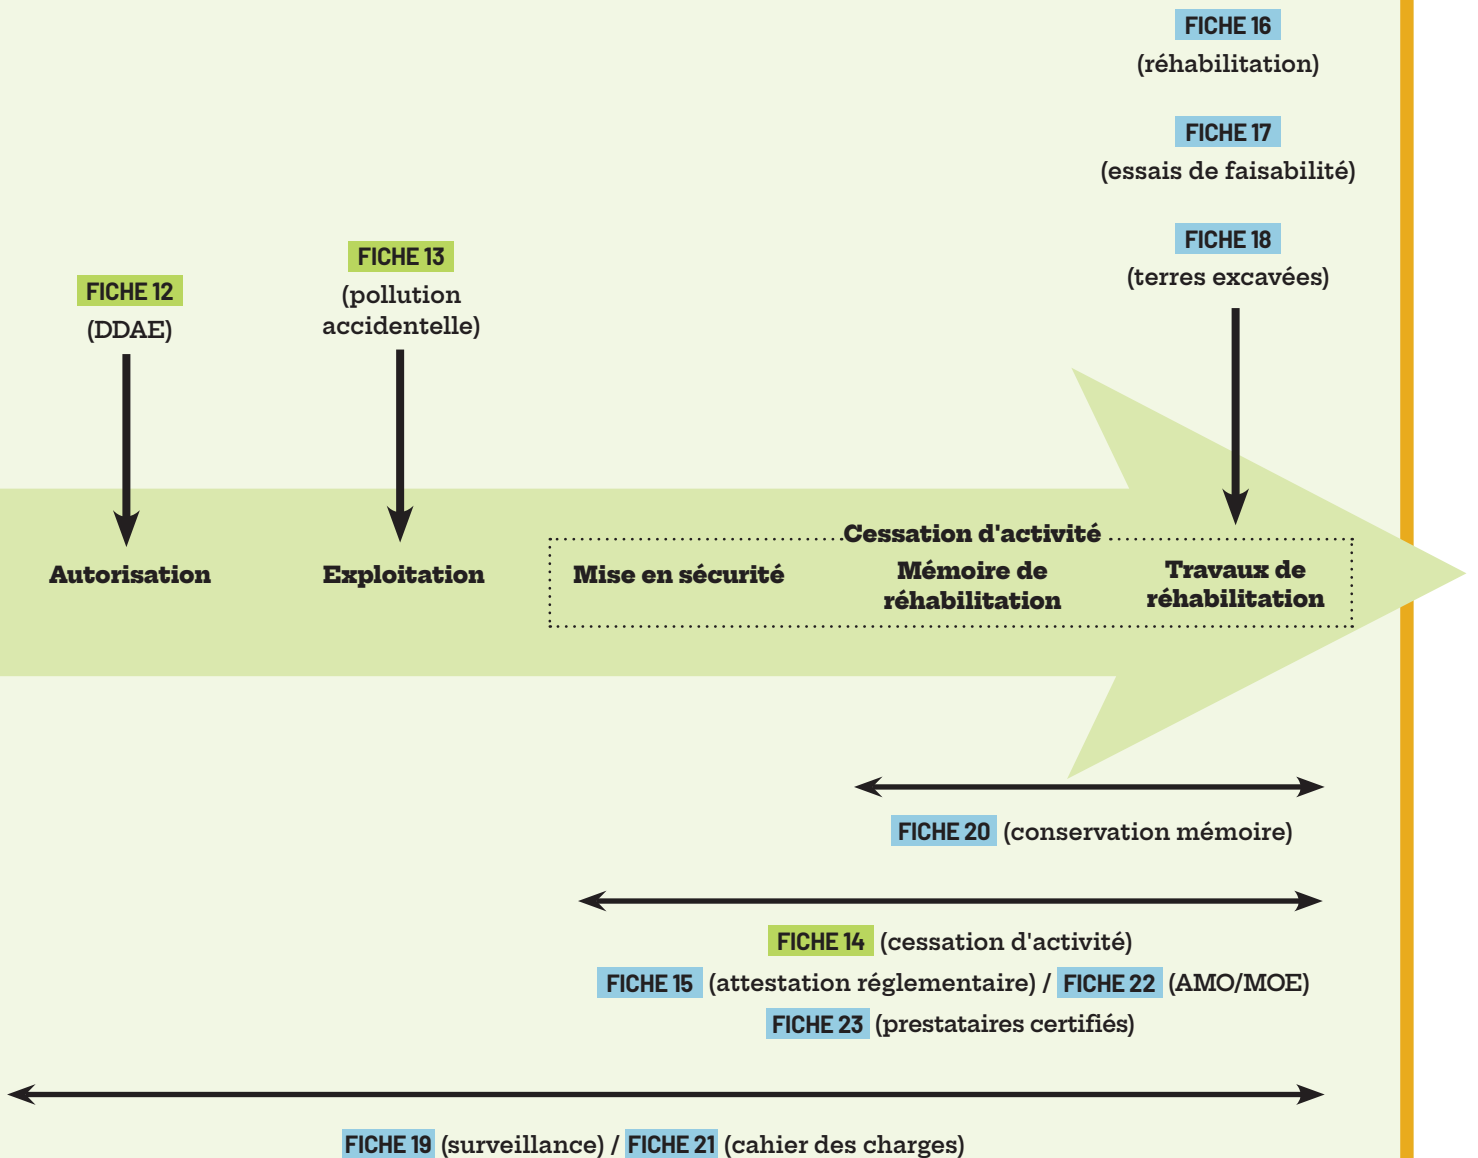 FICHE 16
(réhabilitation)
FICHE 17
(essais de faisabilité)
FICHE 18
(terres excavées)
FICHE 13
(pollution
accidentelle)
FICHE 12
(DDAE)
Cessation d'activité
Autorisation
Exploitation
Mise en sécurité
Mémoire de
réhabilitation
Travaux de
réhabilitation
FICHE 20 (conservation mémoire)
FICHE 14 (cessation d'activité)
FICHE 15 (attestation réglementaire) / FICHE 22 (AMO/MOE)
FICHE 23 (prestataires certifiés)
FICHE 19 (surveillance) / FICHE 21 (cahier des charges)